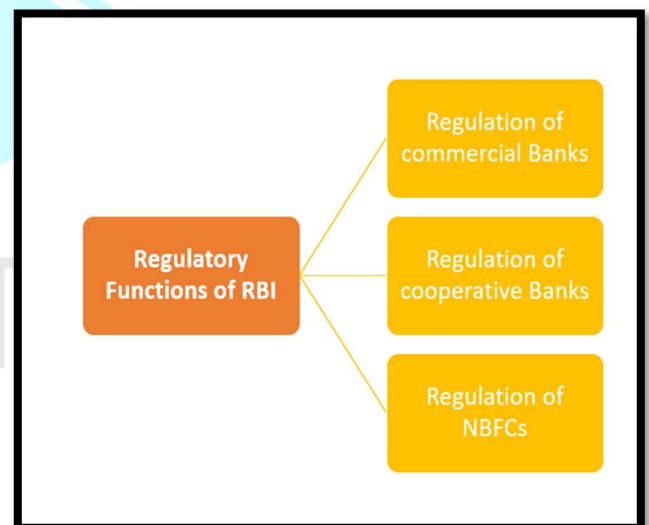 Regulatory
Functions of RBI
Regulation of
commercial Banks
Regulation of
cooperative Banks
Regulation of
NBFCs